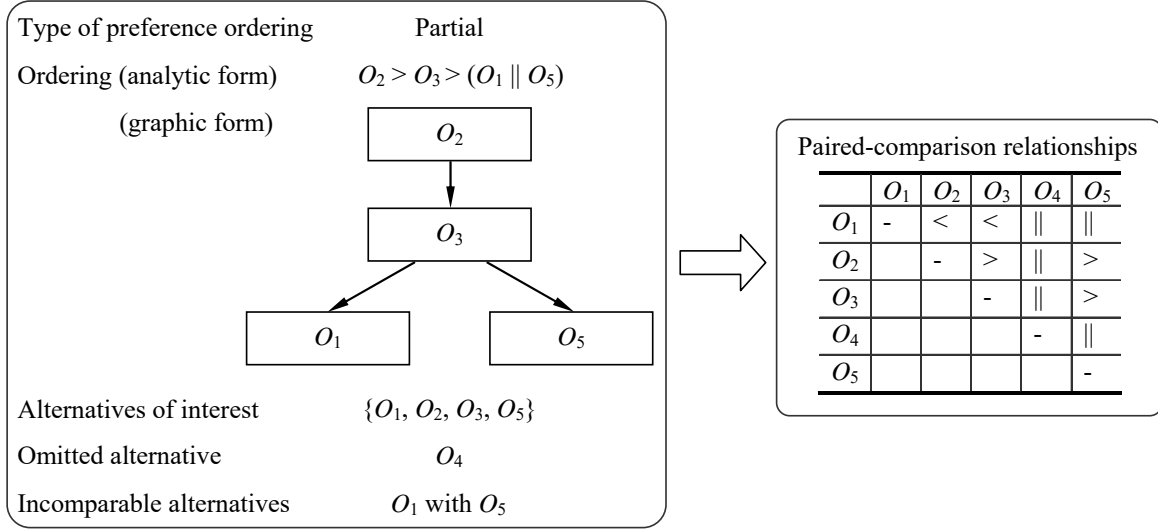 Type of preference ordering Partial
Ordering (analytic form) O2 > O3 > (O1 || O5)
(graphic form)
O2
O3
O1 O5
Alternatives of interest {O1, O2, O3, O5}
Omitted alternative O4
Incomparable alternatives O1 with O5
Paired-comparison relationships
O1 O2 O3 O4 O5
O1 - < < || ||
O2 - > || >
O3 - || >
O4 - ||
O5 -